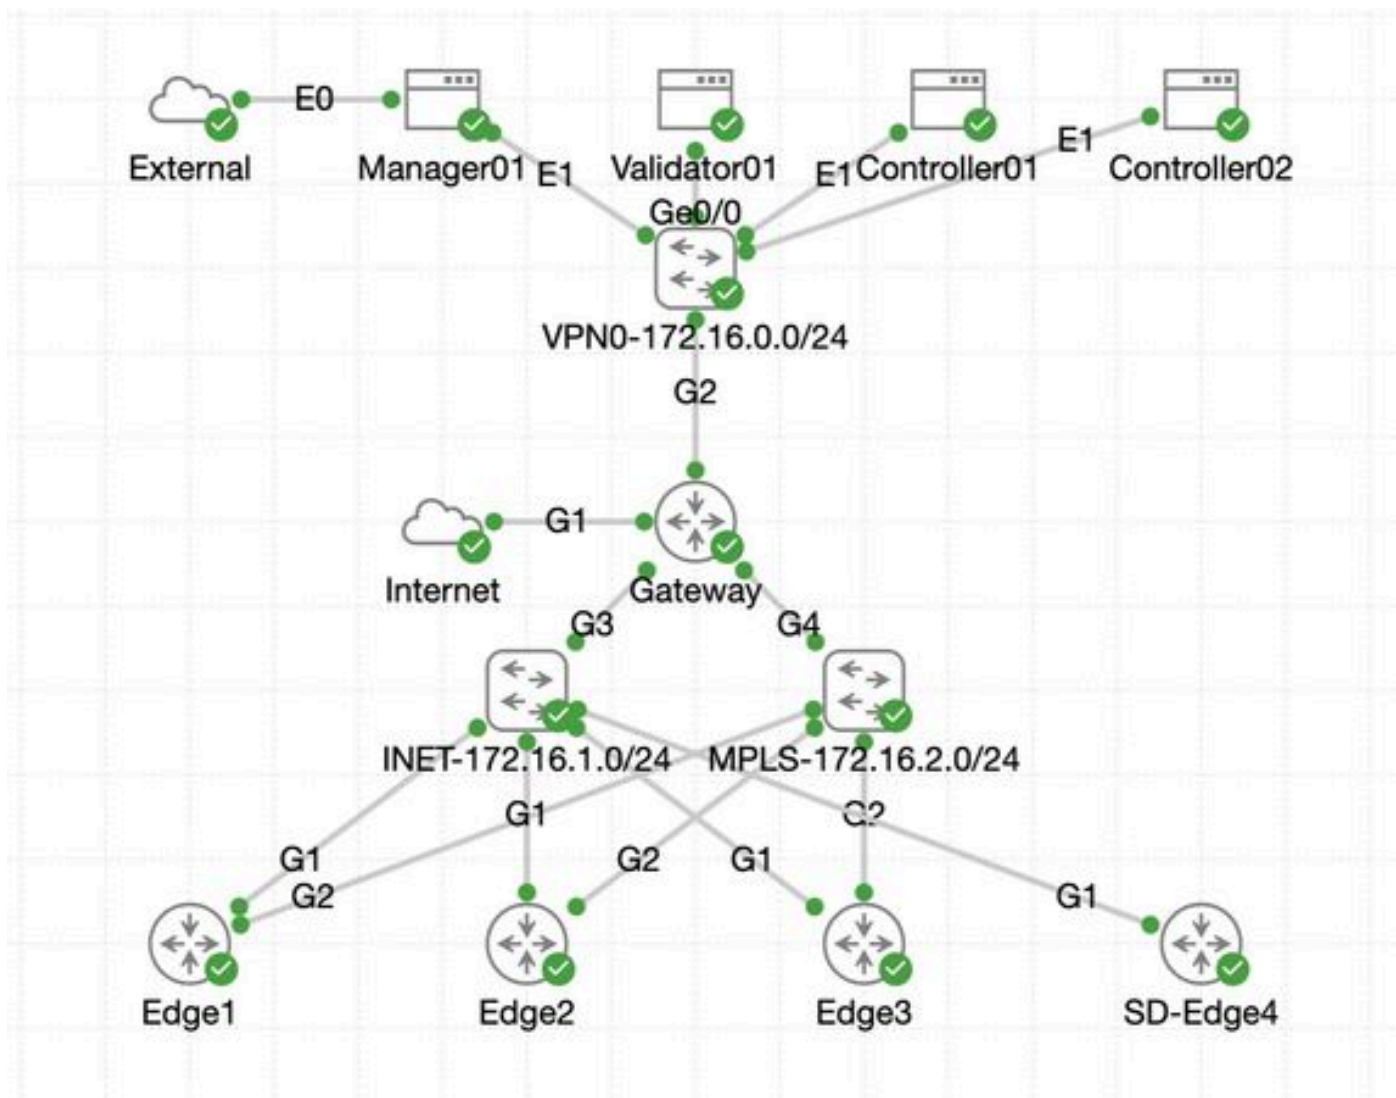 E0
External
Manager01
E1
Validator01
E1
Controller01
E1
Controller02
Ge0/0
VPN0-172.16.0.0/24
G2
G1
Internet
Gateway
G3
G4
INET-172.16.1.0/24
MPLS-172.16.2.0/24
G1
G2
G1
G2
G1
G2
G1
Edge1
Edge2
Edge3
SD-Edge4